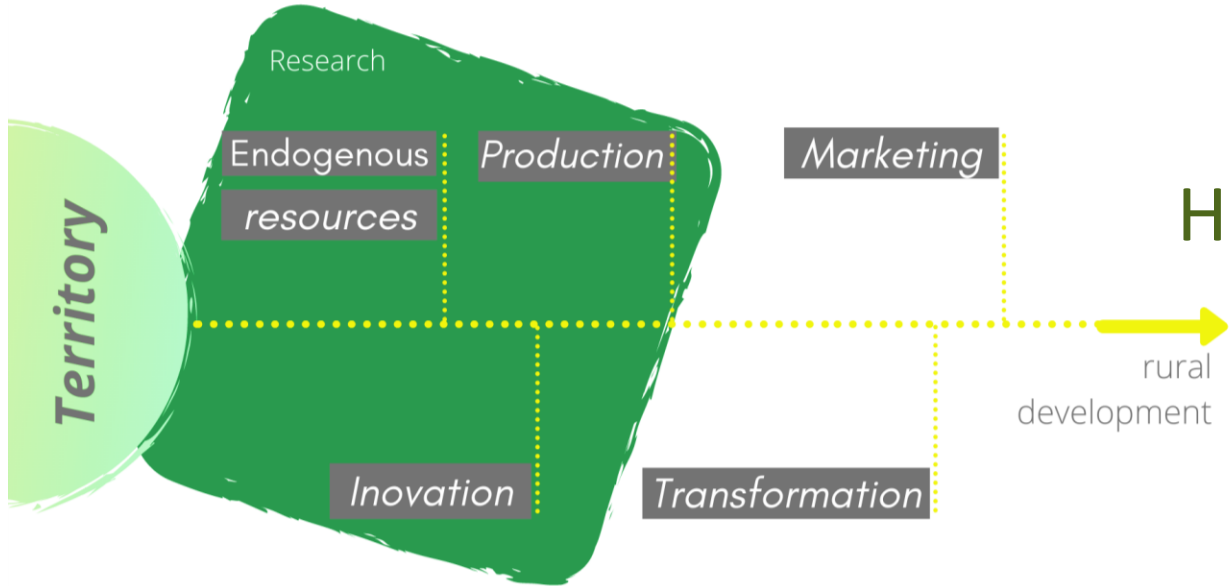 Research
Endogenous
resources
Production
Marketing
H
Territory
rural
development
Inovation
Transformation